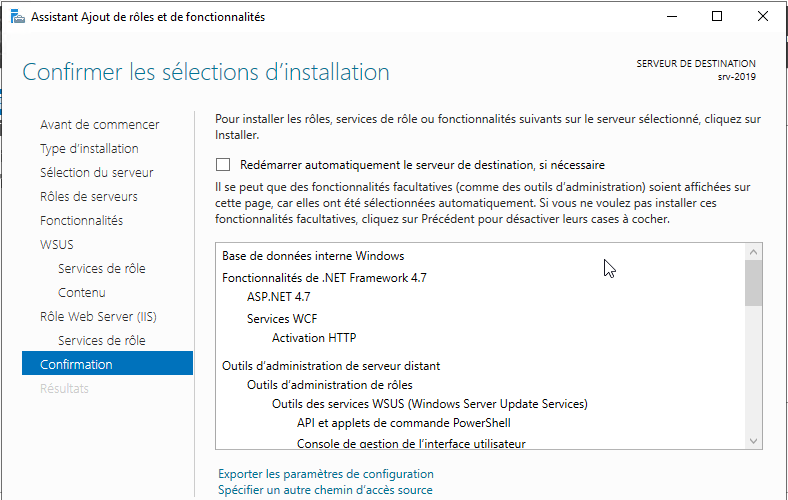 Assistant Ajout de rôles et de fonctionnalités
Confirmer les sélections d’installation
SERVEUR DE DESTINATION
srv-2019
Avant de commencer
Type d’installation
Sélection du serveur
Rôles de serveurs
Fonctionnalités
WSUS
Services de rôle
Contenu
Rôle Web Server (IIS)
Services de rôle
Confirmation
Résultats
Pour installer les rôles, services de rôle ou fonctionnalités suivants sur le serveur sélectionné, cliquez sur
Installer.
Redémarrer automatiquement le serveur de destination, si nécessaire
Il se peut que des fonctionnalités facultatives (comme des outils d’administration) soient affichées sur
cette page, car elles ont été sélectionnées automatiquement. Si vous ne voulez pas installer ces
fonctionnalités facultatives, cliquez sur Précédent pour désactiver leurs cases à cocher.
Base de données interne Windows
Fonctionnalités de .NET Framework 4.7
ASP.NET 4.7
Services WCF
Activation HTTP
Outils d’administration de serveur distant
Outils d’administration de rôles
Outils des services WSUS (Windows Server Update Services)
API et applets de commande PowerShell
Console de gestion de l’interface utilisateur
Exporter les paramètres de configuration
Spécifier un autre chemin d’accès source